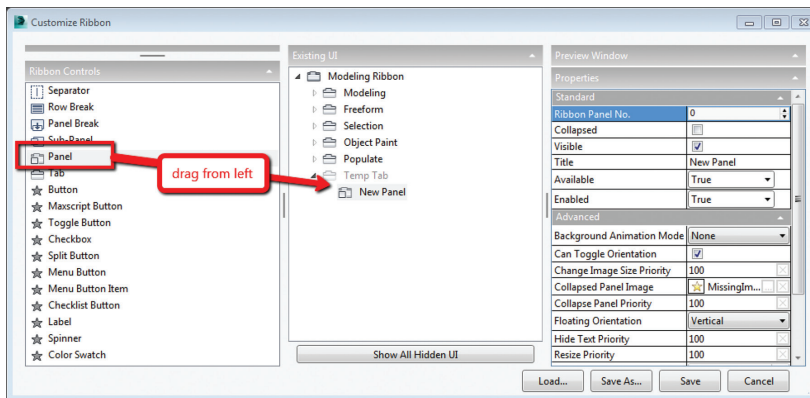 Customize Ribbon
Ribbon Controls
Separator
Row Break
Panel Break
Sub-Panel
Panel
Tab
Button
Maxscript Button
Toggle Button
Checkbox
Split Button
Menu Button
Menu Button Item
Checklist Button
Label
Spinner
Color Swatch
drag from left
Existing UI
Modeling Ribbon
Modeling
Freeform
Selection
Object Paint
Populate
Temp Tab
New Panel
Show All Hidden UI
Preview Window
Properties
Standard
Ribbon Panel No. 0
Collapsed
Visible
Title New Panel
Available True
Enabled True
Advanced
Background Animation Mode None
Can Toggle Orientation
Change Image Size Priority 100
Collapsed Panel Image MissingIm... ...
Collapse Panel Priority 100
Floating Orientation Vertical
Hide Text Priority 100
Resize Priority 100
Load... Save As... Save Cancel